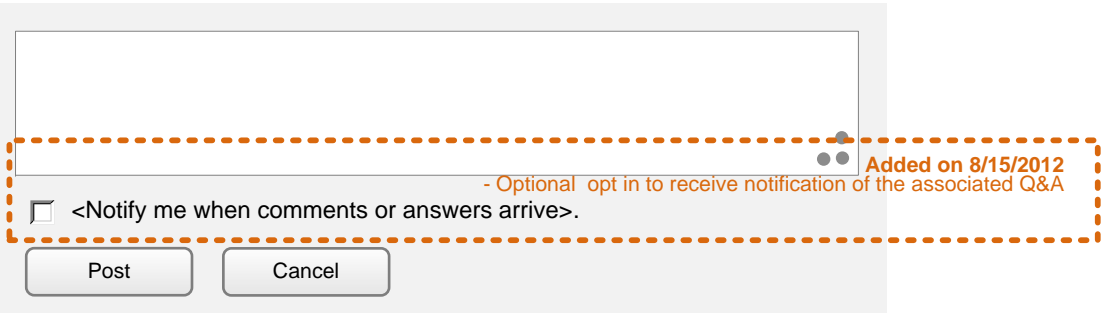 Added on 8/15/2012
- Optional  opt in to receive notification of the associated Q&A
<Notify me when comments or answers arrive>.
Post
Cancel